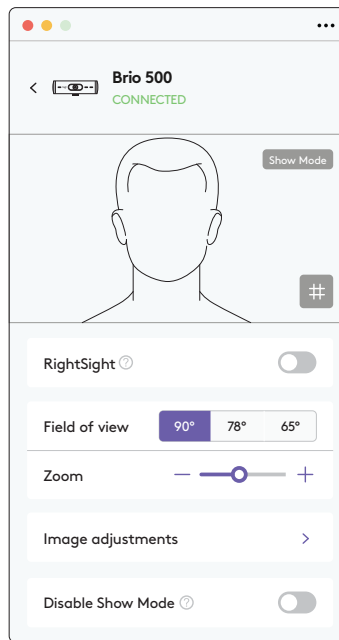 Brio 500
CONNECTED
Show Mode
RightSight
Field of view 90° 78° 65°
Zoom
Image adjustments
Disable Show Mode